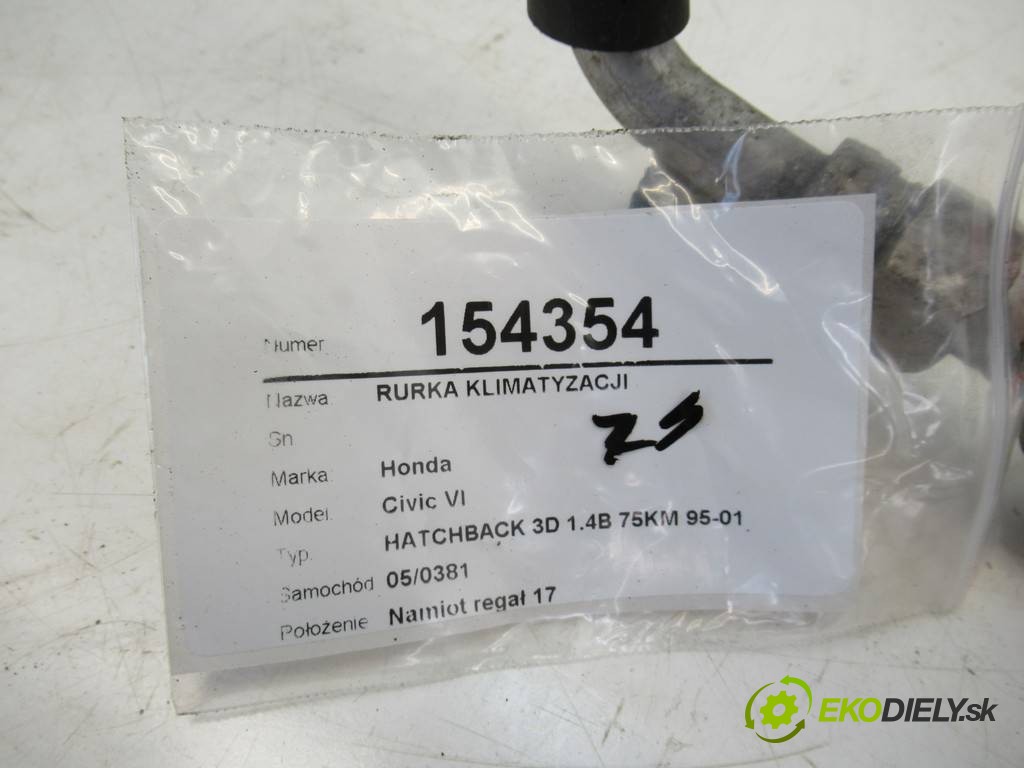 Numer 154354
Nazwa RURKA KLIMATYZACJI
Sn
Marka: Honda
Model: Civic VI
Typ: HATCHBACK 3D 1.4B 75KM 95-01
Samochód 05/0381
Położenie Namiot regał 17
EKODIELY.sk